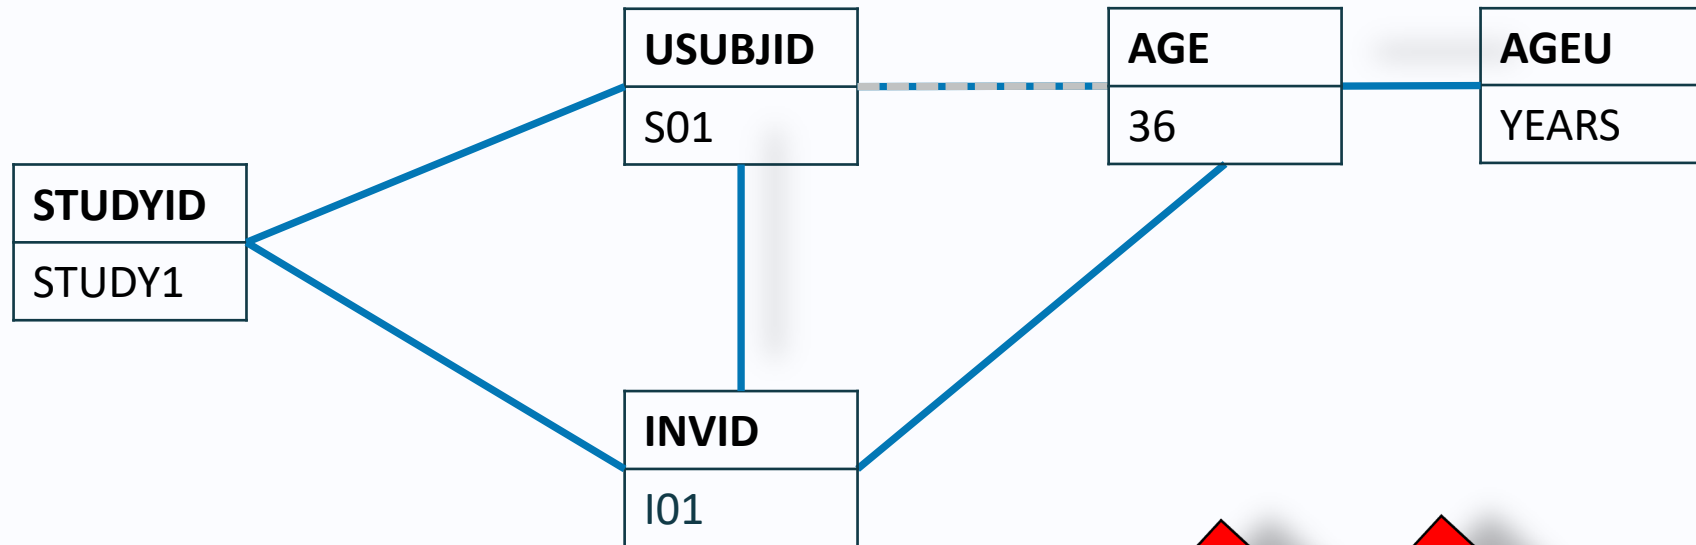 USUBJID
S01
AGE
36
AGEU
YEARS
STUDYID
STUDY1
INVID
I01